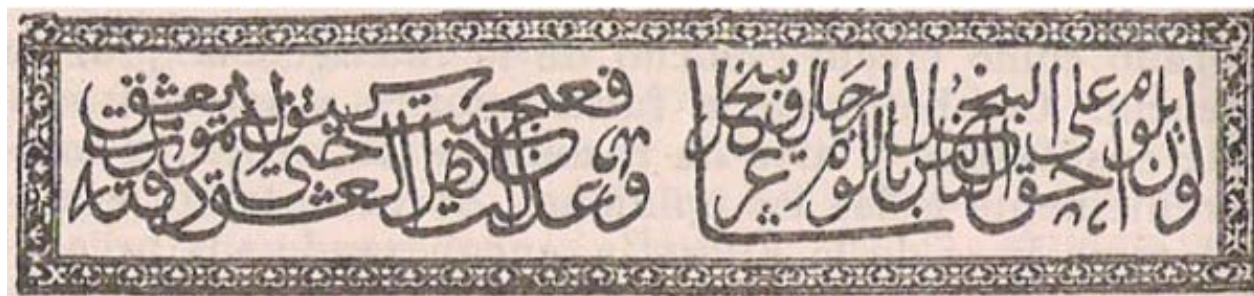 وان احق الناس باللوم شاعر يلوم على البخل الرجال ويبخل
وعذلت اهل العشق حتى ذقته فعجبت كيف يموت من لا يعشق